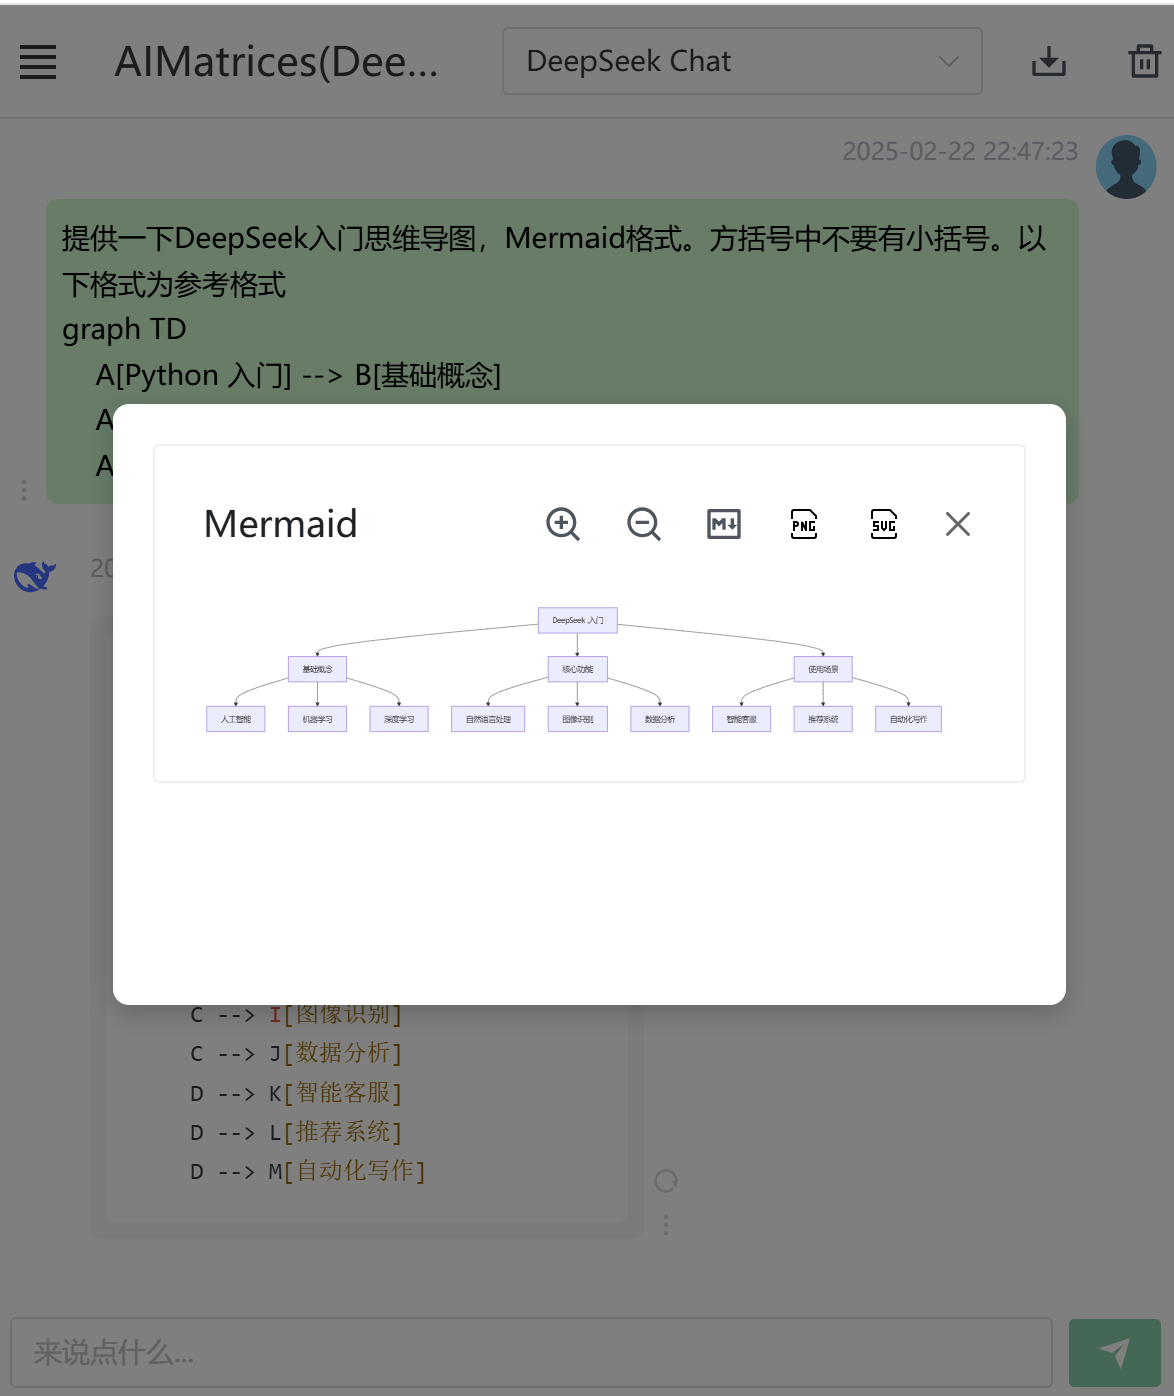 AIMatrices(Dee...
DeepSeek Chat
2025-02-22 22:47:23
提供一下DeepSeek入门思维导图，Mermaid格式。方括号中不要有小括号。以
下格式为参考格式
graph TD
A[Python 入门] --> B[基础概念]
A
A
20
Mermaid
PNG
SVG
DeepSeek 入门
基础概念
核心功能
使用场景
人工智能
机器学习
深度学习
自然语言处理
图像识别
数据分析
智能客服
推荐系统
自动化写作
C --> I[图像识别]
C --> J[数据分析]
D --> K[智能客服]
D --> L[推荐系统]
D --> M[自动化写作]
来说点什么...